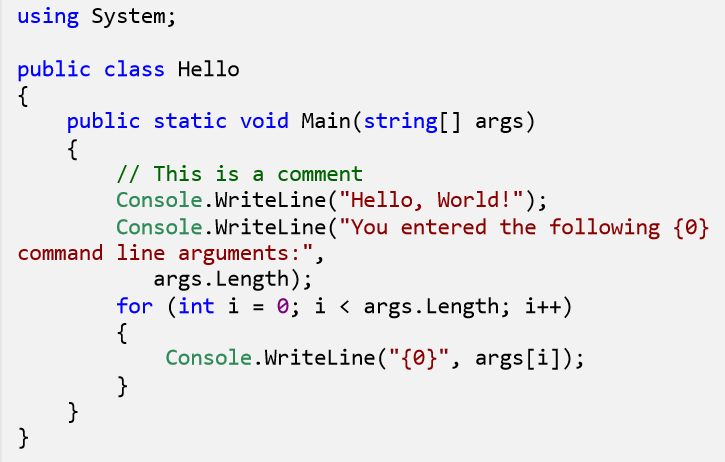 using System;

public class Hello
{
    public static void Main(string[] args)
    {
        // This is a comment
        Console.WriteLine("Hello, World!");
        Console.WriteLine("You entered the following {0}
command line arguments:",
           args.Length);
        for (int i = 0; i < args.Length; i++)
        {
            Console.WriteLine("{0}", args[i]);
        }
    }
}